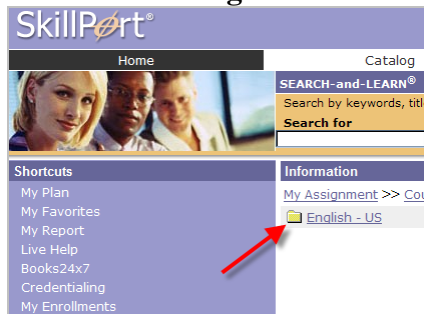 SkillPort®
Home Catalog
SEARCH-and-LEARN®
Search by keywords, titl
Search for
Shortcuts
My Plan
My Favorites
My Report
Live Help
Books24x7
Credentialing
My Enrollments
Information
My Assignment >> Cou
English - US